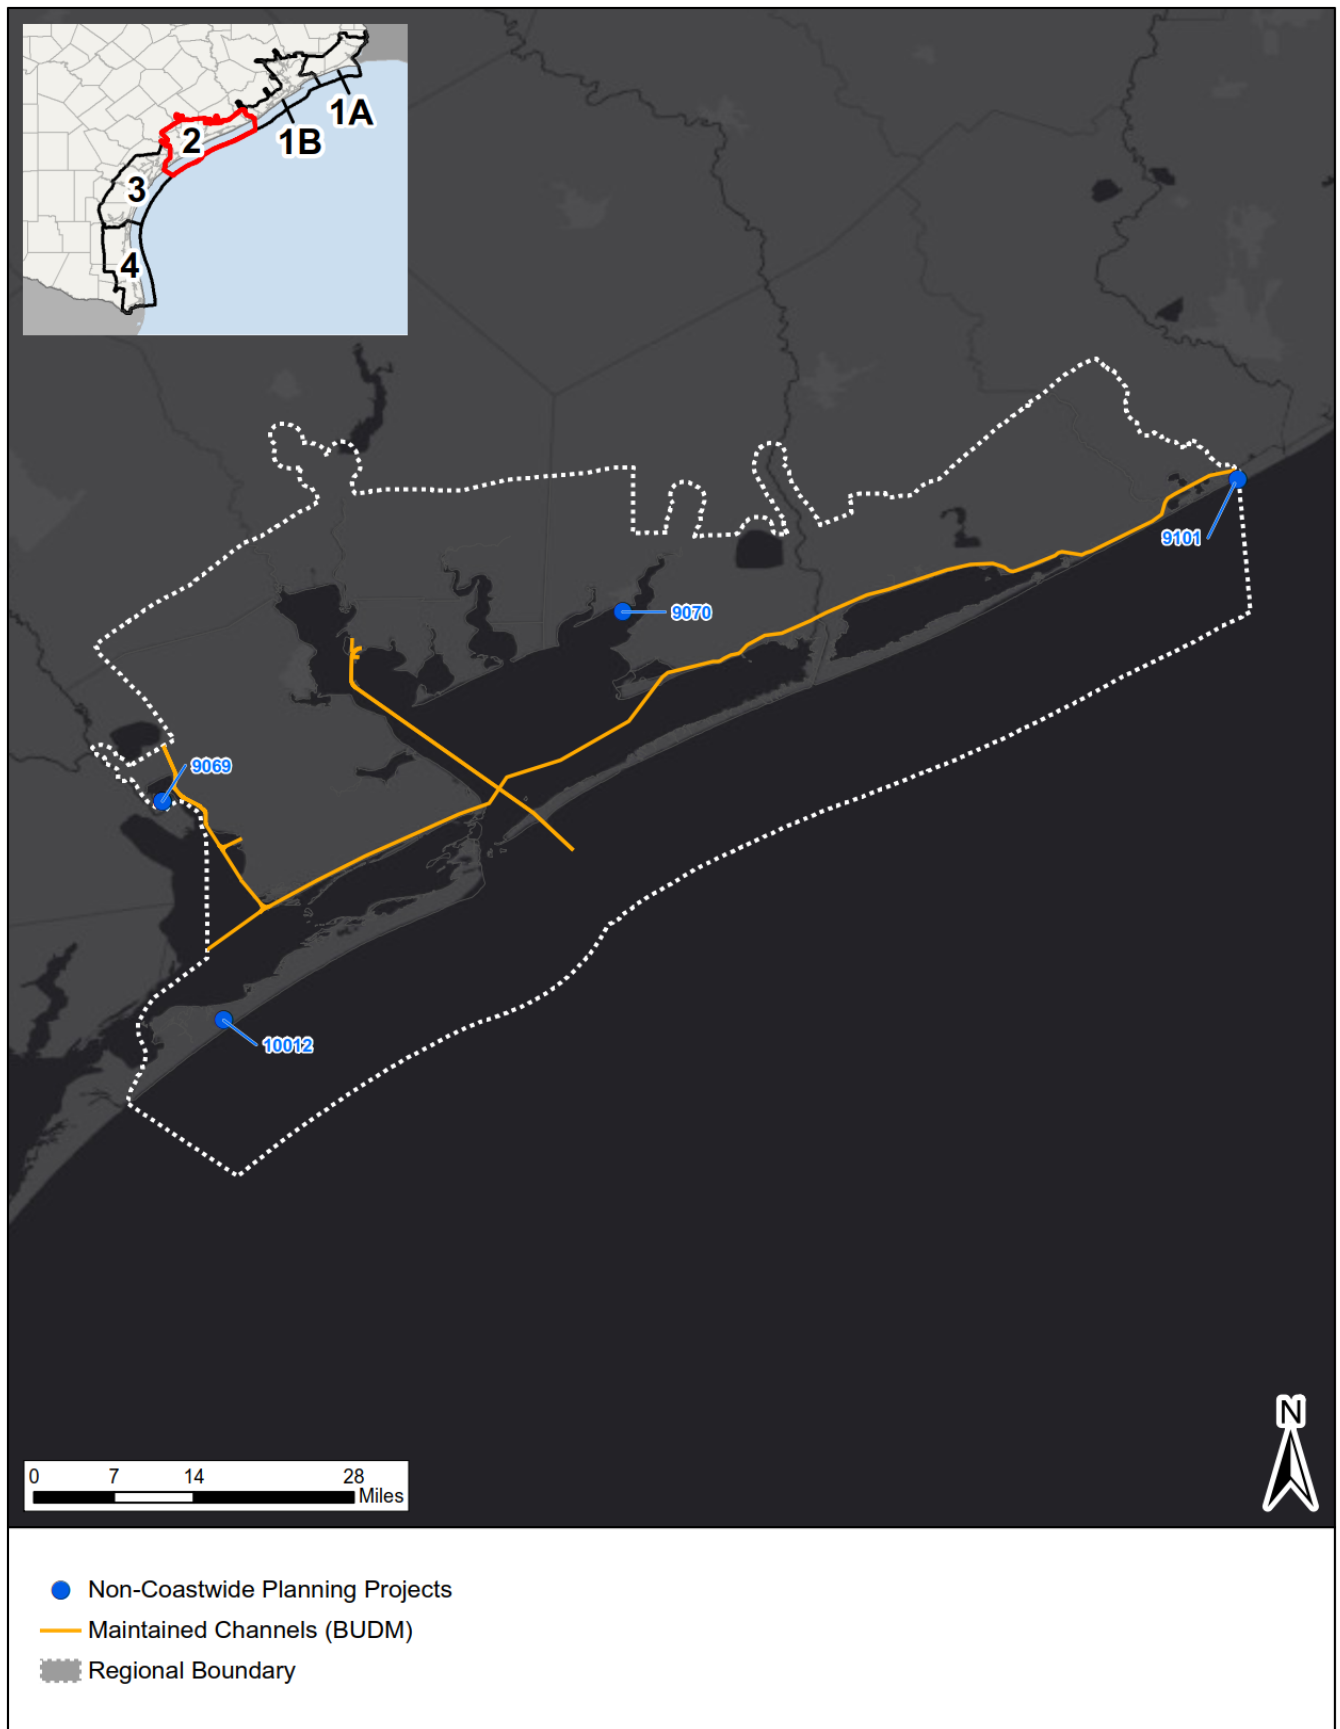 1A
1B
2
3
4
9101
9070
9069
10012
N
0 7 14 28
Miles
Non-Coastwide Planning Projects
Maintained Channels (BUDM)
Regional Boundary